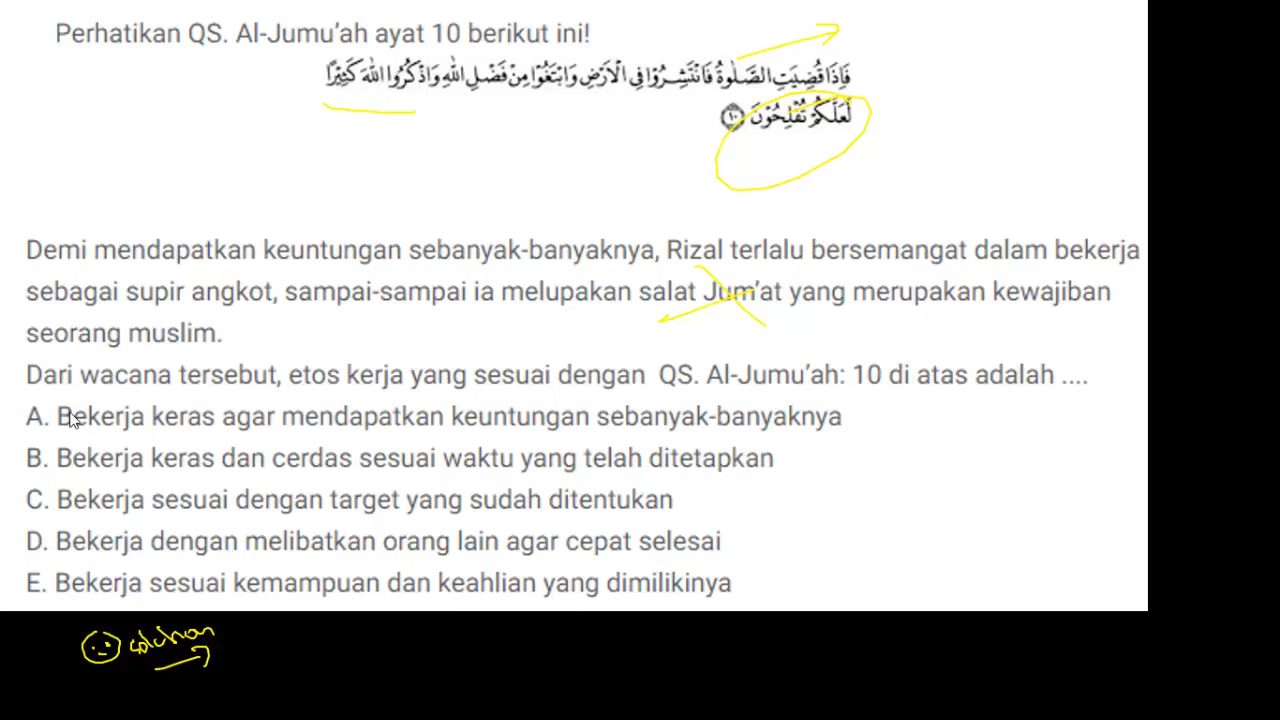 Perhatikan QS. Al-Jumu'ah ayat 10 berikut ini!
فَاِذَا قُضِيَتِ الصَّلٰوةُ فَانْتَشِرُوْا فِى الْاَرْضِ وَابْتَغُوْا مِنْ فَضْلِ اللّٰهِ وَاذْكُرُوا اللّٰهَ كَثِيْرًا
لَّعَلَّكُمْ تُفْلِحُوْنَ ١٠
Demi mendapatkan keuntungan sebanyak-banyaknya, Rizal terlalu bersemangat dalam bekerja
sebagai supir angkot, sampai-sampai ia melupakan salat Jum'at yang merupakan kewajiban
seorang muslim.
Dari wacana tersebut, etos kerja yang sesuai dengan QS. Al-Jumu'ah: 10 di atas adalah ....
A. Bekerja keras agar mendapatkan keuntungan sebanyak-banyaknya
B. Bekerja keras dan cerdas sesuai waktu yang telah ditetapkan
C. Bekerja sesuai dengan target yang sudah ditentukan
D. Bekerja dengan melibatkan orang lain agar cepat selesai
E. Bekerja sesuai kemampuan dan keahlian yang dimilikinya